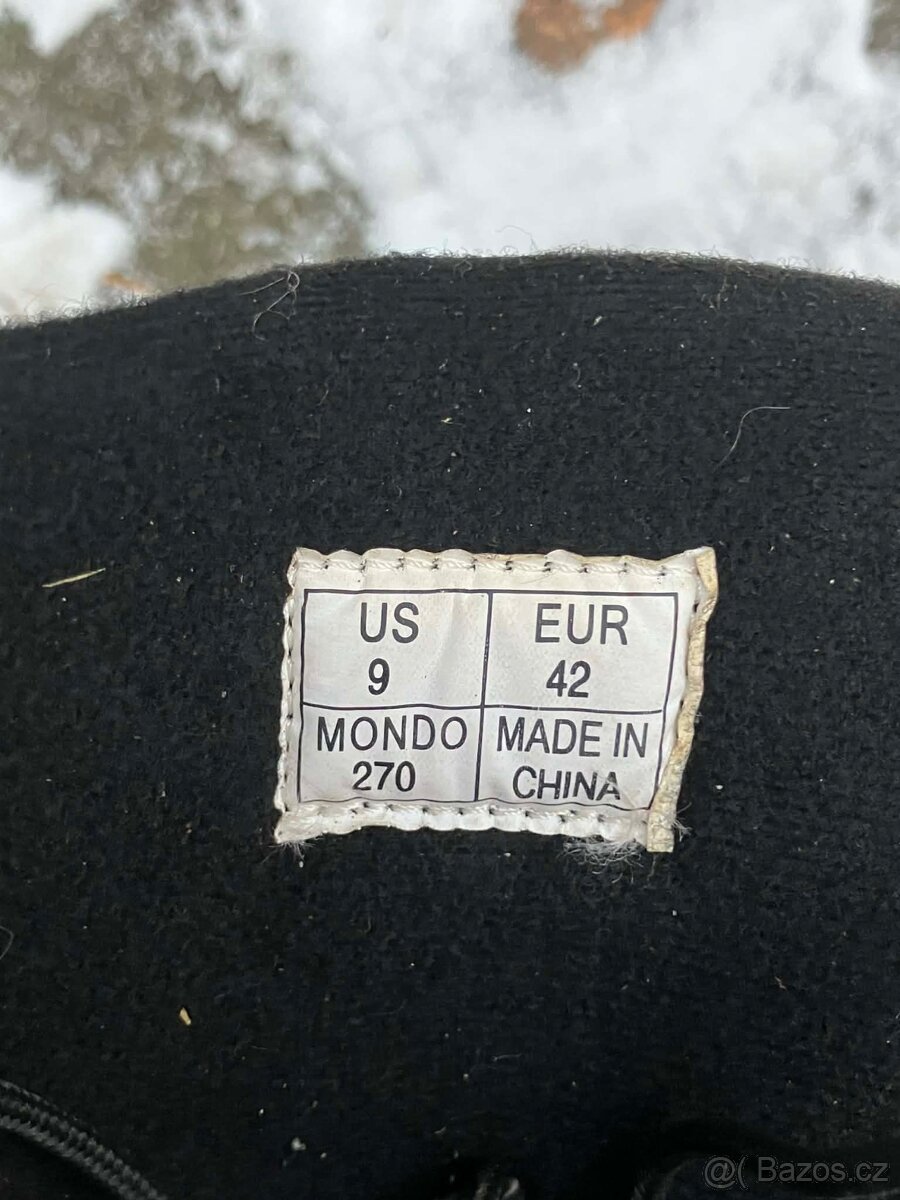 US
9
EUR
42
MONDO
270
MADE IN
CHINA
@( Bazos.cz